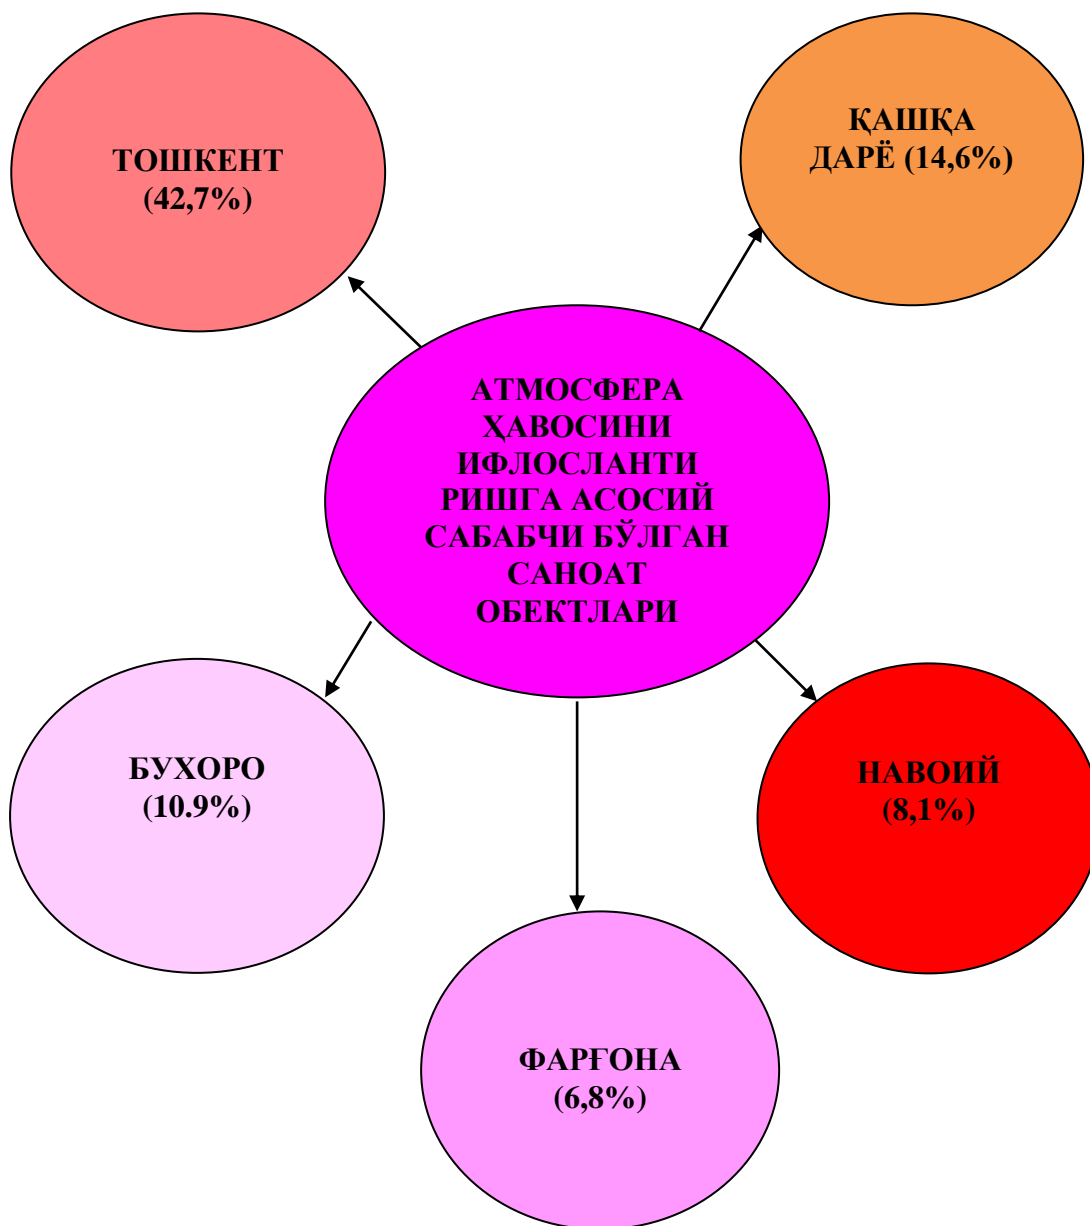 ТОШКЕНТ
(42,7%)
ҚАШҚА
ДАРЁ (14,6%)
АТМОСФЕРА
ҲАВОСИНИ
ИФЛОСЛАНТИ
РИШГА АСОСИЙ
САБАБЧИ БЎЛГАН
САНОАТ
ОБЕКТЛАРИ
БУХОРО
(10.9%)
НАВОИЙ
(8,1%)
ФАРҒОНА
(6,8%)